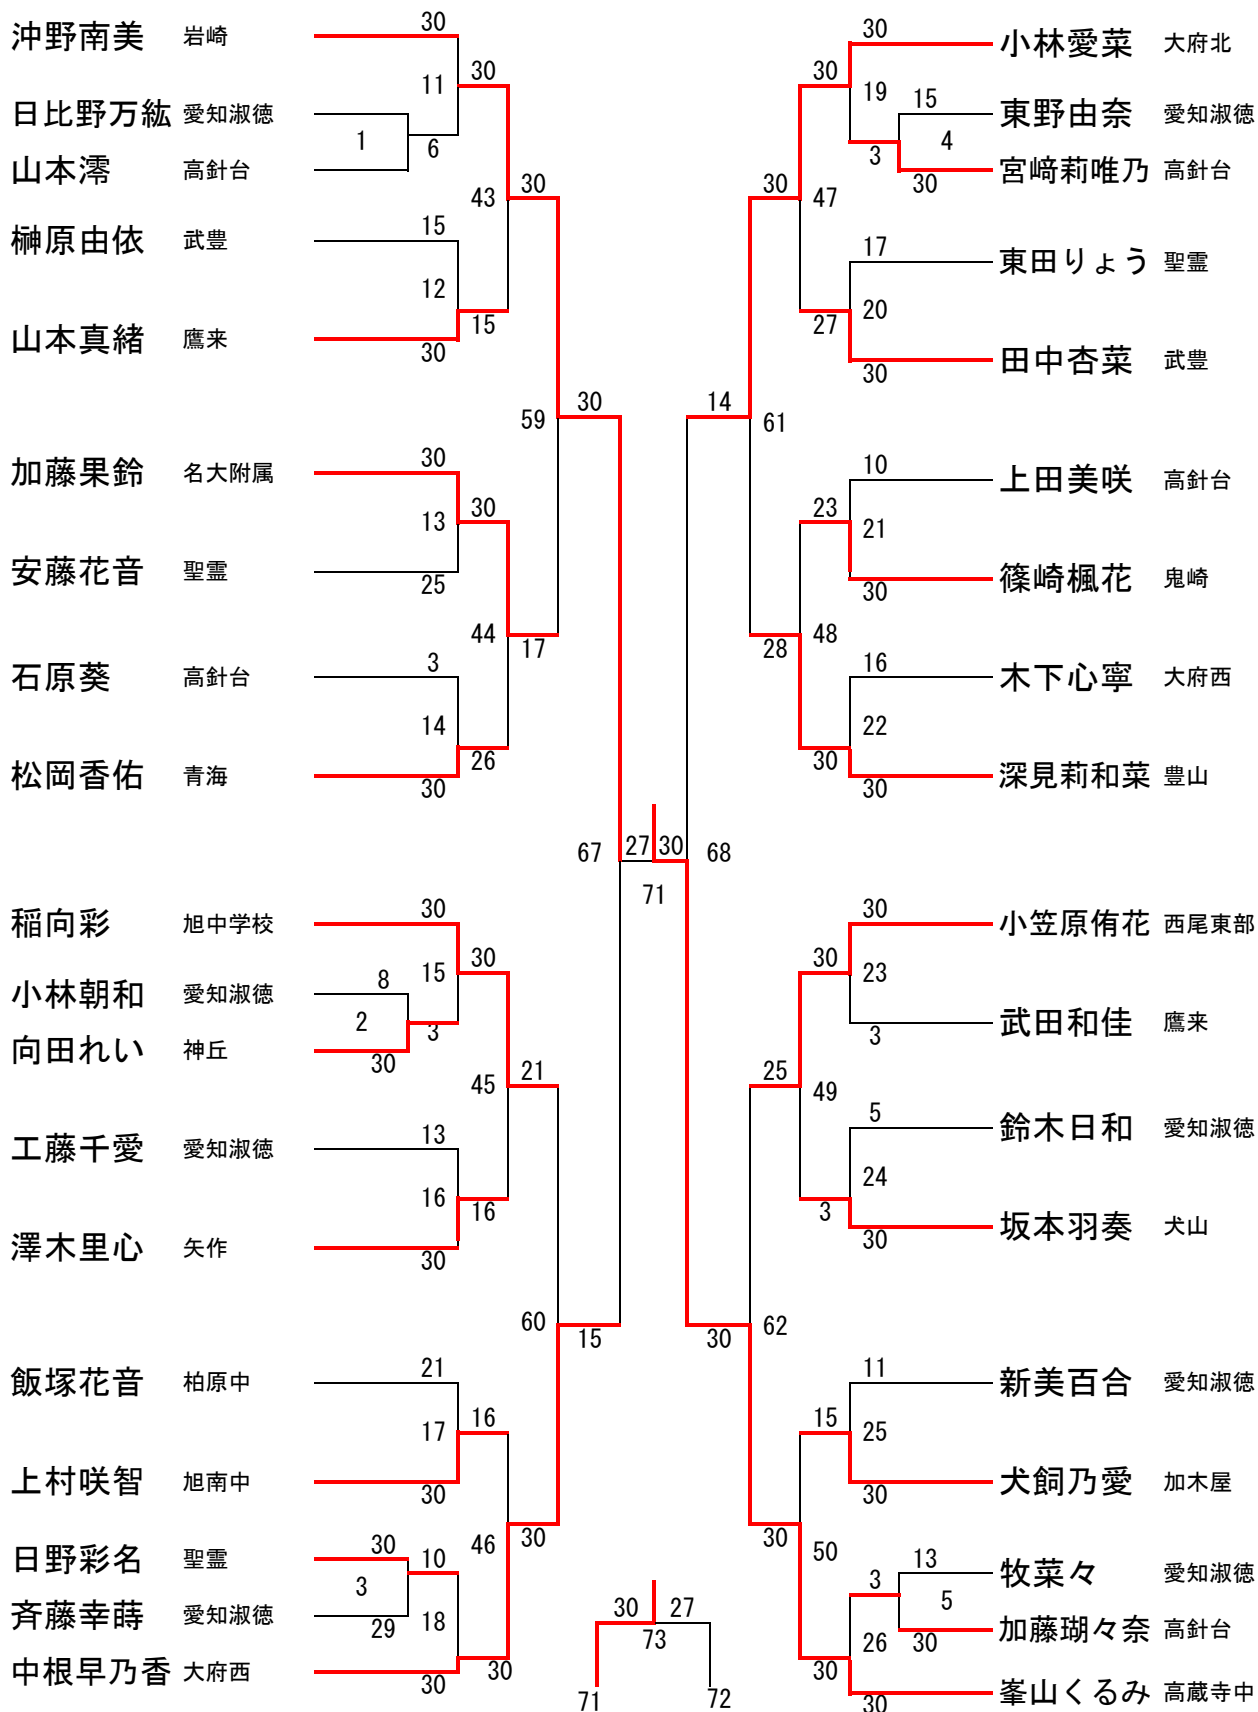 沖野南美 岩崎 30
11 30
日比野万紘 愛知淑徳
1 6
山本澪 高針台
43 30
榊原由依 武豊 15
12
15
山本真緒 鷹来 30
59 30
加藤果鈴 名大附属 30
13 30
安藤花音 聖霊 25
44 17
石原葵 高針台 3
14
26
松岡香佑 青海 30
67 27
稲向彩 旭中学校 30
15 30
小林朝和 愛知淑徳 8
2 3
向田れい 神丘 30
45 21
工藤千愛 愛知淑徳 13
16 16
澤木里心 矢作 30
60 15
飯塚花音 柏原中 21
17 16
上村咲智 旭南中 30
46 30
日野彩名 聖霊 30 10
3
斉藤幸蒔 愛知淑徳 29 18
中根早乃香 大府西 30 30
30 小林愛菜 大府北
30 19
15 東野由奈 愛知淑徳
3 4
30 宮﨑莉唯乃 高針台
30 47
17 東田りょう 聖霊
27 20
30 田中杏菜 武豊
14 61
10 上田美咲 高針台
23 21
30 篠崎楓花 鬼崎
28 48
16 木下心寧 大府西
22
30
30 深見莉和菜 豊山
30 68
71
30 小笠原侑花 西尾東部
30 23
3 武田和佳 鷹来
25 49
5 鈴木日和 愛知淑徳
24
3
30 坂本羽奏 犬山
30 62
11 新美百合 愛知淑徳
15 25
30 犬飼乃愛 加木屋
30 50
13 牧菜々 愛知淑徳
3 5
30 加藤瑚々奈 高針台
26
30
30 峯山くるみ 高蔵寺中
30 27
73
71 72